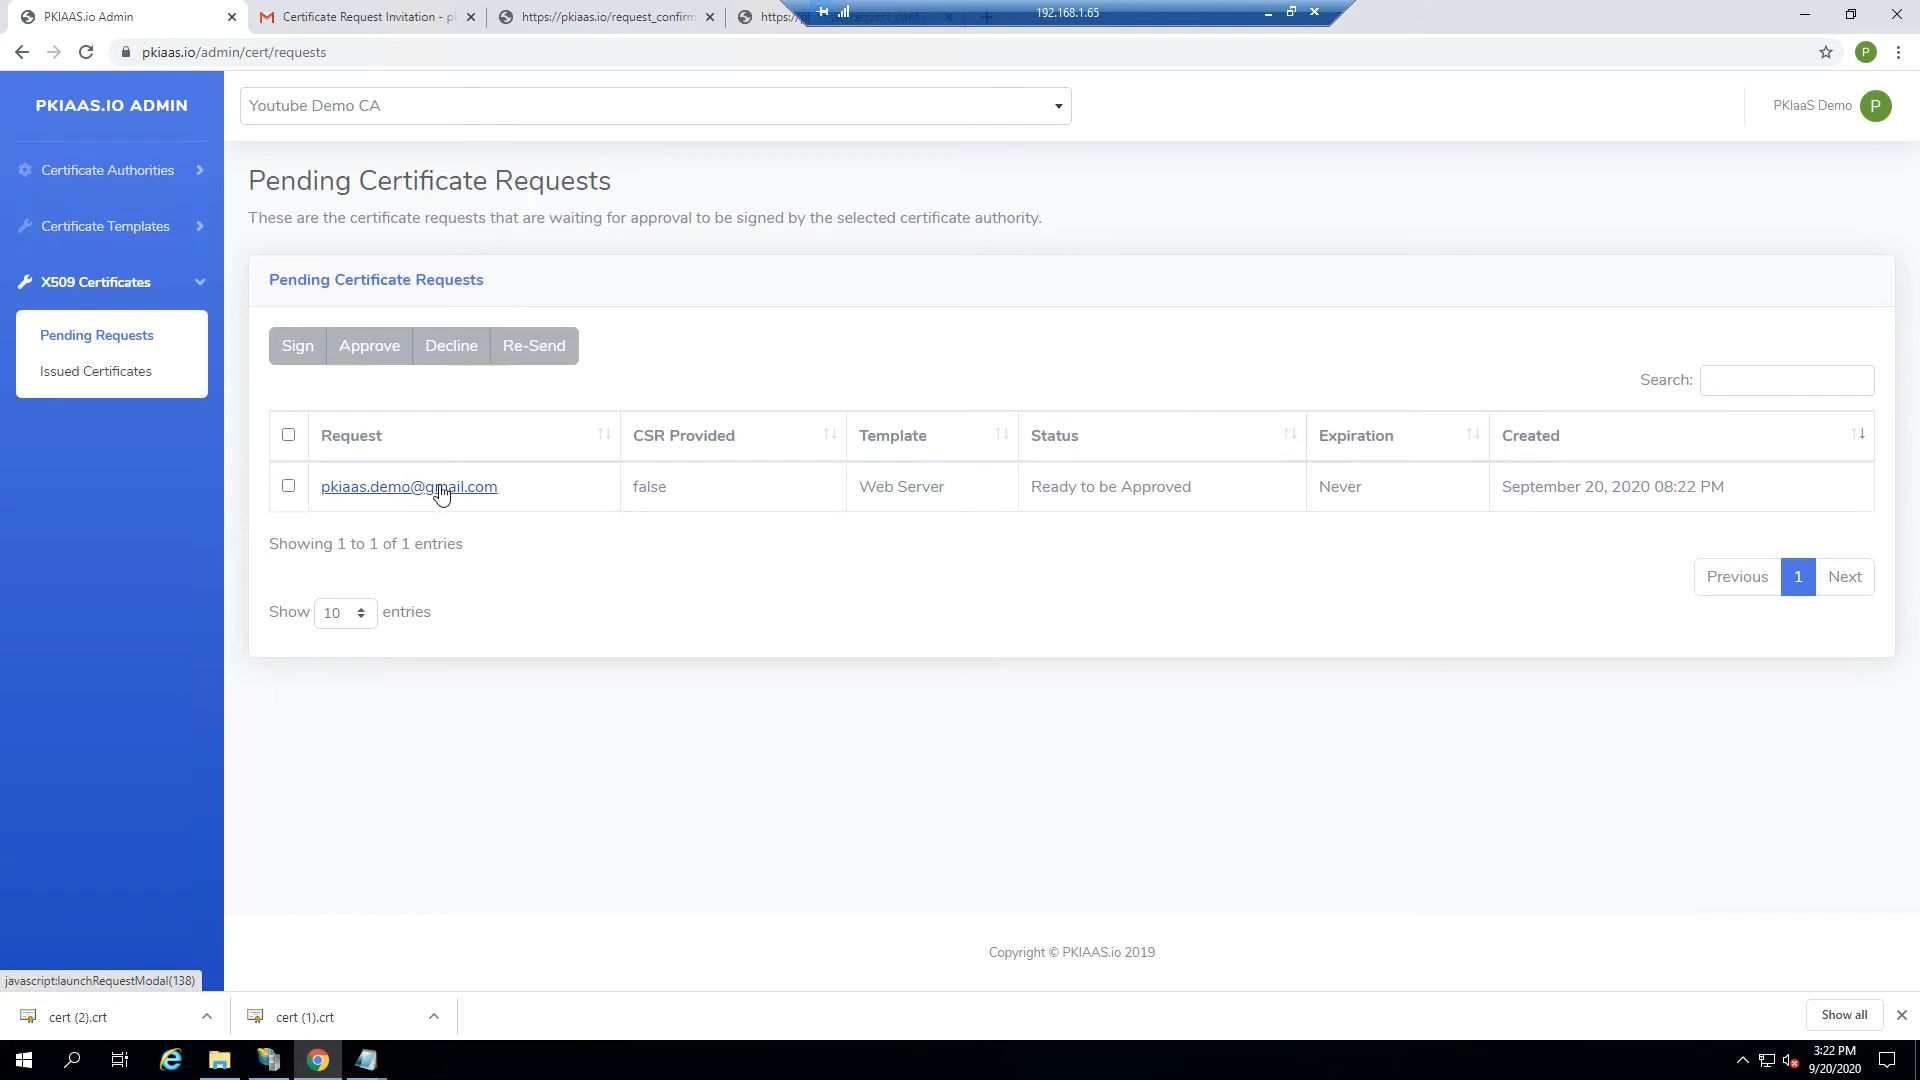 PKIAAS.io Admin
Certificate Request Invitation - p
https://pkiaas.io/request_confirm
192.168.1.65
pkiaas.io/admin/cert/requests
P
PKIAAS.IO ADMIN
Youtube Demo CA
PKIaaS Demo
P
Certificate Authorities
Certificate Templates
X509 Certificates
Pending Requests
Issued Certificates
Pending Certificate Requests
These are the certificate requests that are waiting for approval to be signed by the selected certificate authority.
Pending Certificate Requests
Sign Approve Decline Re-Send
Search:
Request CSR Provided Template Status Expiration Created
pkiaas.demo@gmail.com false Web Server Ready to be Approved Never September 20, 2020 08:22 PM
Showing 1 to 1 of 1 entries
Previous 1 Next
Show 10 entries
Copyright © PKIAAS.io 2019
javascript:launchRequestModal(138)
cert (2).crt
cert (1).crt
Show all
3:22 PM
9/20/2020